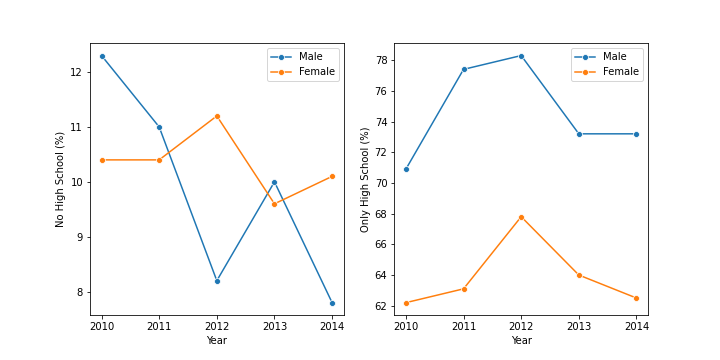 Male
Female
12
11
10
9
8
No High School (%)
2010 2011 2012 2013 2014
Year
Male
Female
78
76
74
72
70
68
66
64
62
Only High School (%)
2010 2011 2012 2013 2014
Year